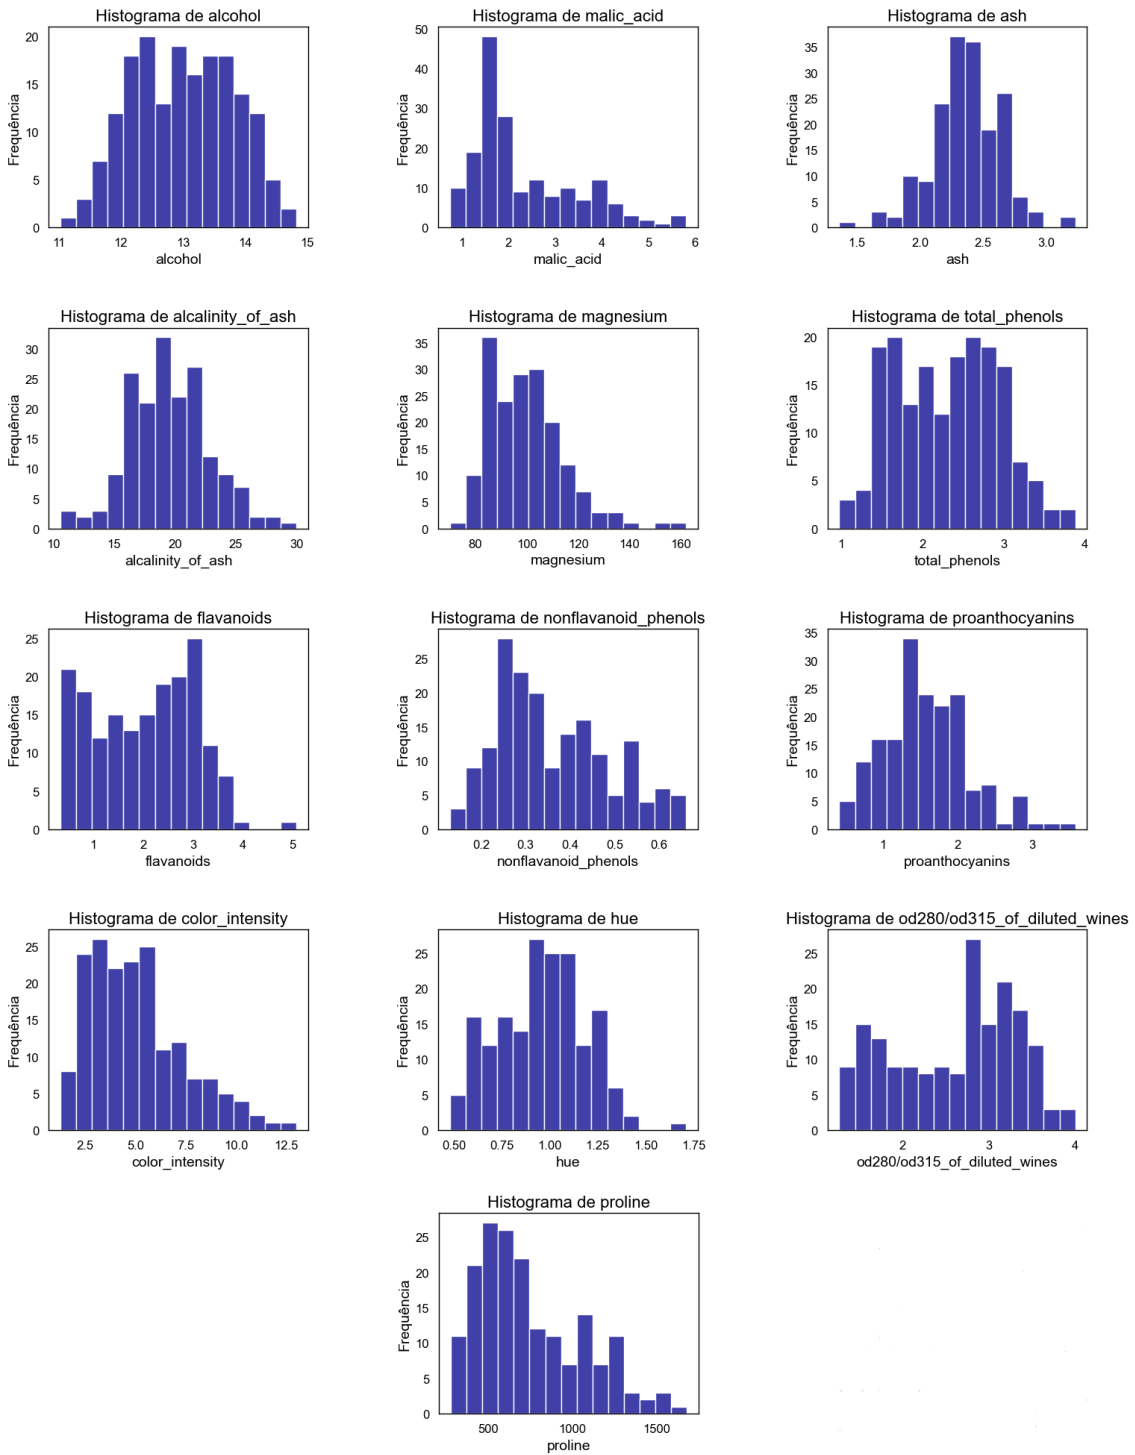 Histograma de alcohol
Frequência
20
15
10
5
0
11 12 13 14 15
alcohol
Histograma de malic_acid
Frequência
50
40
30
20
10
0
1 2 3 4 5 6
malic_acid
Histograma de ash
Frequência
35
30
25
20
15
10
5
0
1.5 2.0 2.5 3.0
ash
Histograma de alcalinity_of_ash
Frequência
30
25
20
15
10
5
0
10 15 20 25 30
alcalinity_of_ash
Histograma de magnesium
Frequência
35
30
25
20
15
10
5
0
80 100 120 140 160
magnesium
Histograma de total_phenols
Frequência
20
15
10
5
0
1 2 3 4
total_phenols
Histograma de flavanoids
Frequência
25
20
15
10
5
0
1 2 3 4 5
flavanoids
Histograma de nonflavanoid_phenols
Frequência
25
20
15
10
5
0
0.2 0.3 0.4 0.5 0.6
nonflavanoid_phenols
Histograma de proanthocyanins
Frequência
35
30
25
20
15
10
5
0
1 2 3
proanthocyanins
Histograma de color_intensity
Frequência
25
20
15
10
5
0
2.5 5.0 7.5 10.0 12.5
color_intensity
Histograma de hue
Frequência
25
20
15
10
5
0
0.50 0.75 1.00 1.25 1.50 1.75
hue
Histograma de od280/od315_of_diluted_wines
Frequência
25
20
15
10
5
0
2 3 4
od280/od315_of_diluted_wines
Histograma de proline
Frequência
25
20
15
10
5
0
500 1000 1500
proline